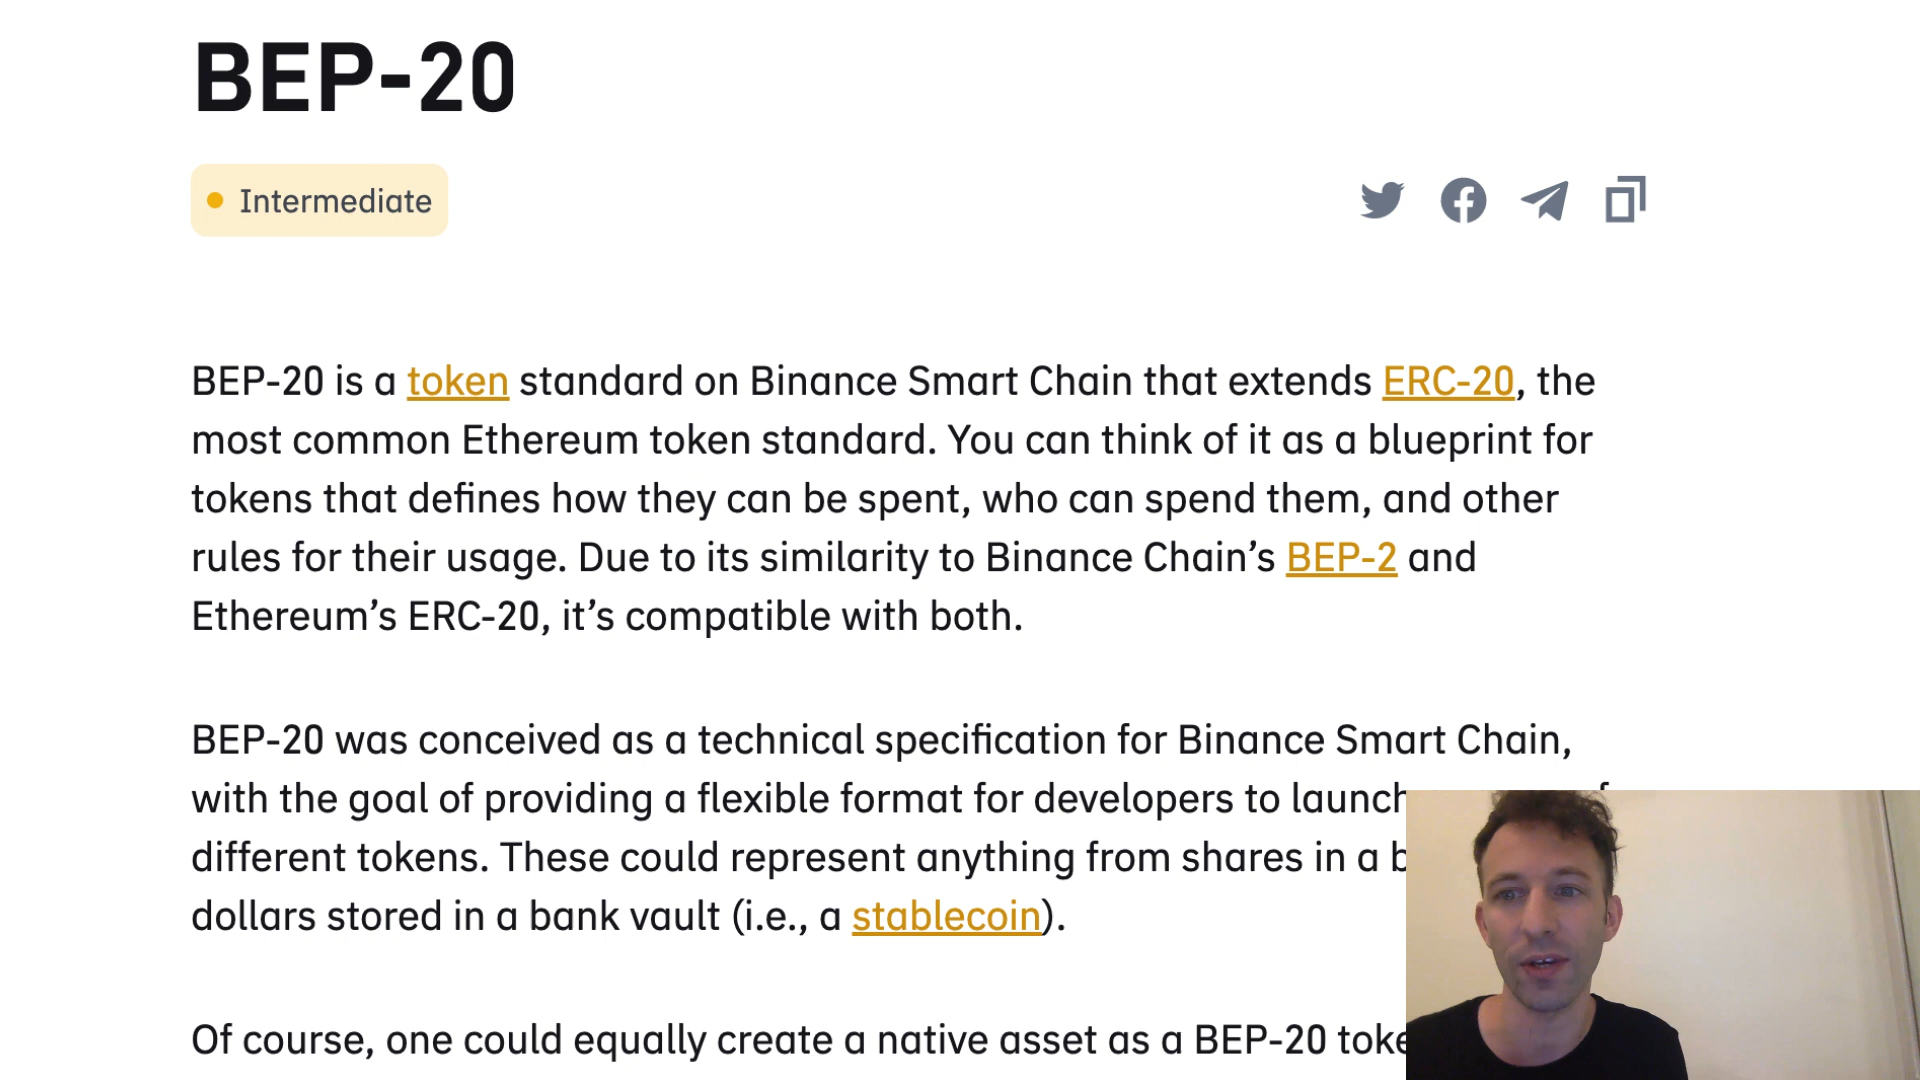 BEP-20
Intermediate
BEP-20 is a token standard on Binance Smart Chain that extends ERC-20, the
most common Ethereum token standard. You can think of it as a blueprint for
tokens that defines how they can be spent, who can spend them, and other
rules for their usage. Due to its similarity to Binance Chain’s BEP-2 and
Ethereum’s ERC-20, it’s compatible with both.
BEP-20 was conceived as a technical specification for Binance Smart Chain,
with the goal of providing a flexible format for developers to launch
different tokens. These could represent anything from shares in a
dollars stored in a bank vault (i.e., a stablecoin).
Of course, one could equally create a native asset as a BEP-20